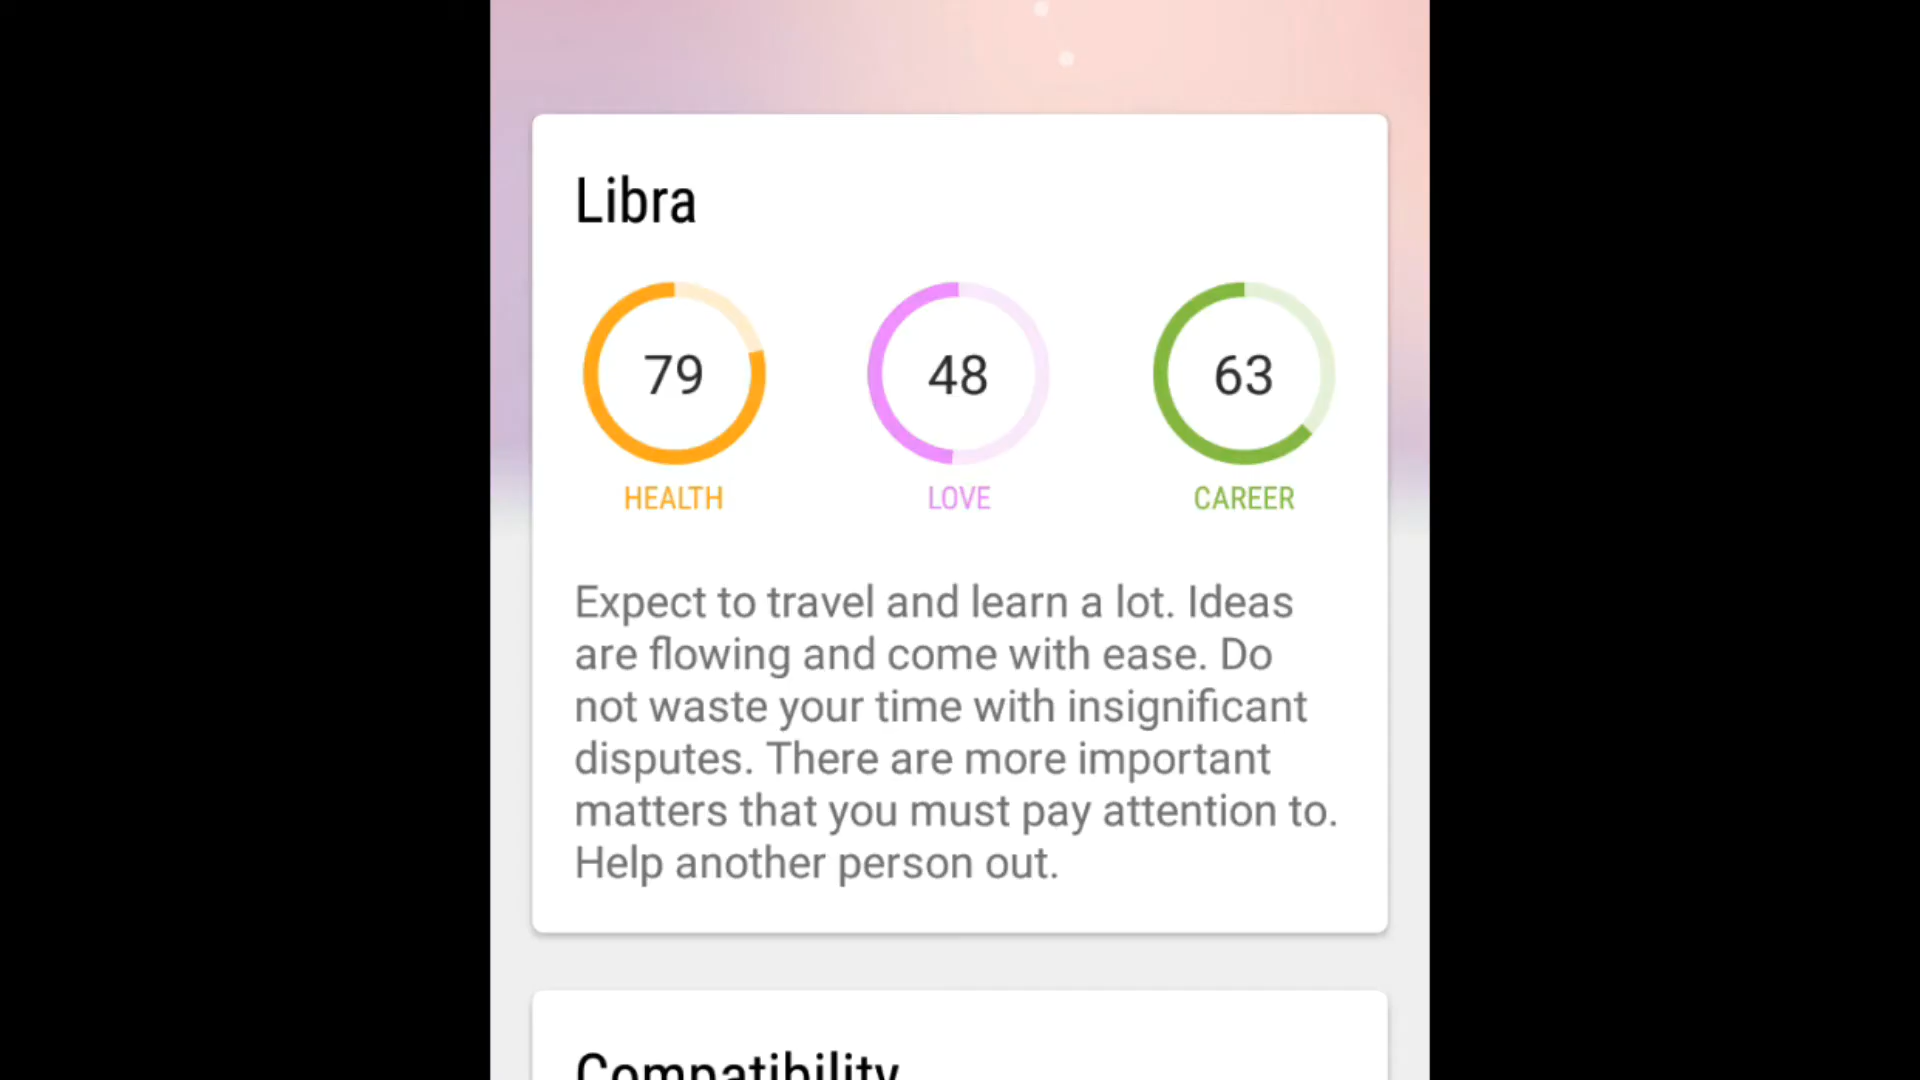 Libra
79 48 63
HEALTH LOVE CAREER
Expect to travel and learn a lot. Ideas
are flowing and come with ease. Do
not waste your time with insignificant
disputes. There are more important
matters that you must pay attention to.
Help another person out.
Compatibility